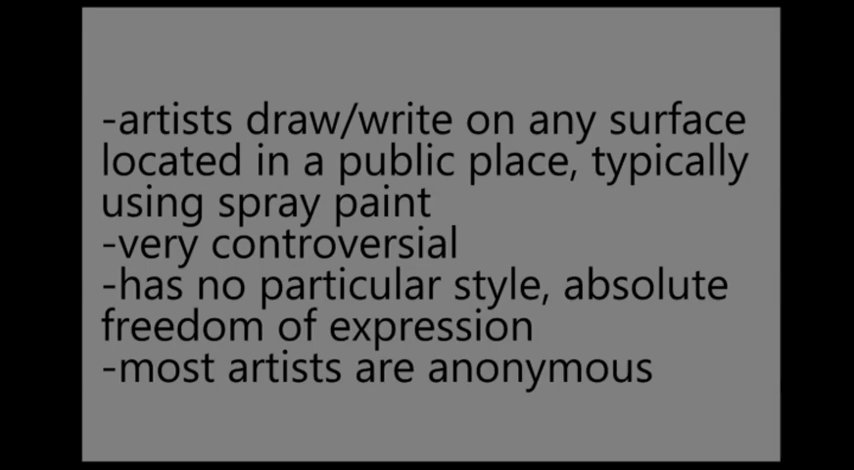 -artists draw/write on any surface
located in a public place, typically
using spray paint
-very controversial
-has no particular style, absolute
freedom of expression
-most artists are anonymous